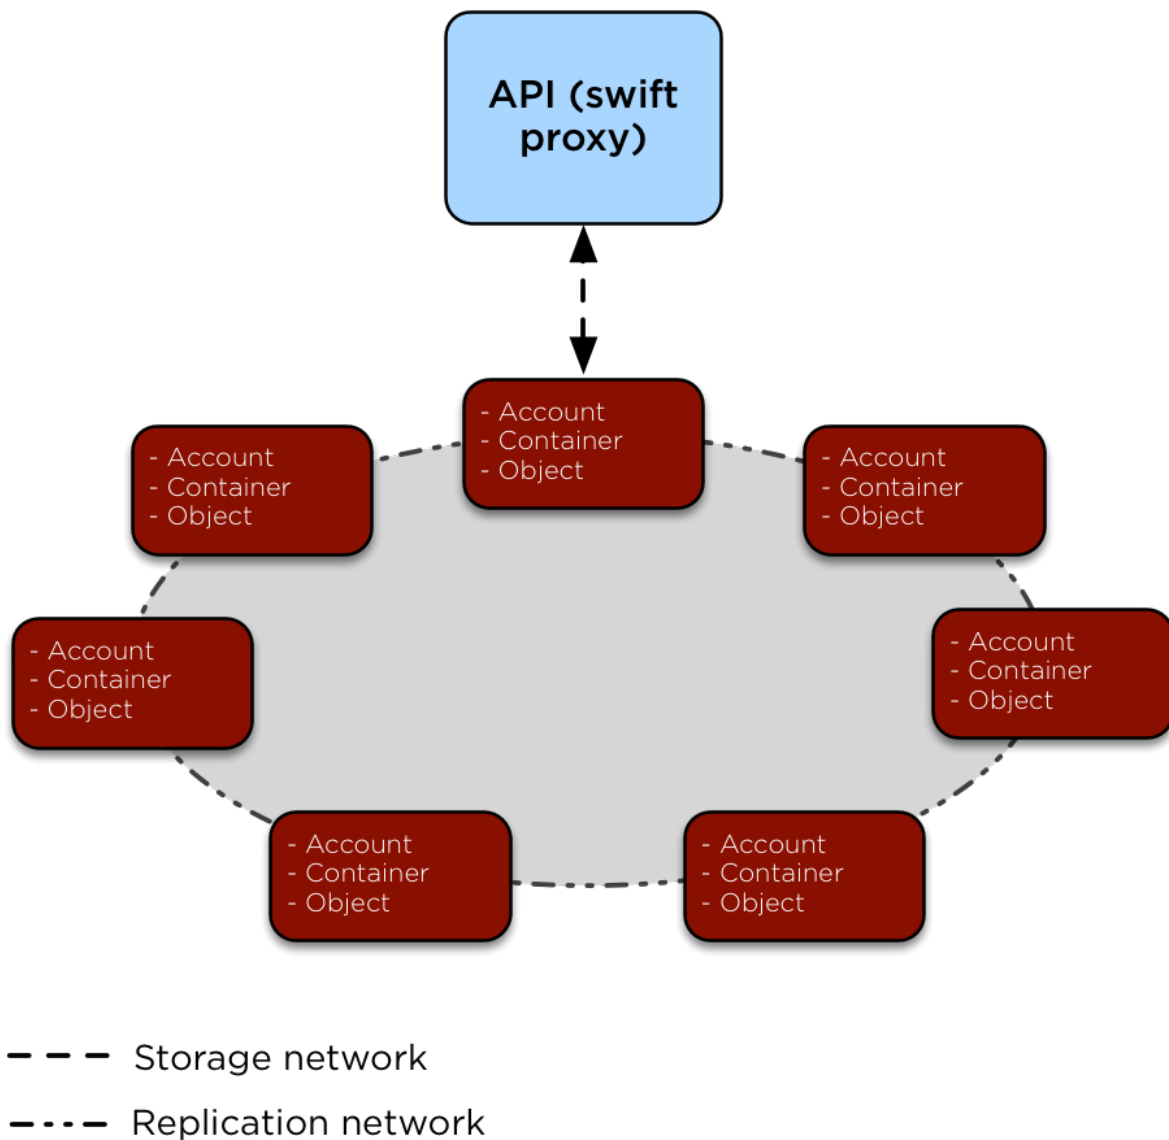 API (swift
proxy)
- Account
- Container
- Object
- Account
- Container
- Object
- Account
- Container
- Object
- Account
- Container
- Object
- Account
- Container
- Object
- Account
- Container
- Object
- Account
- Container
- Object
Storage network
Replication network